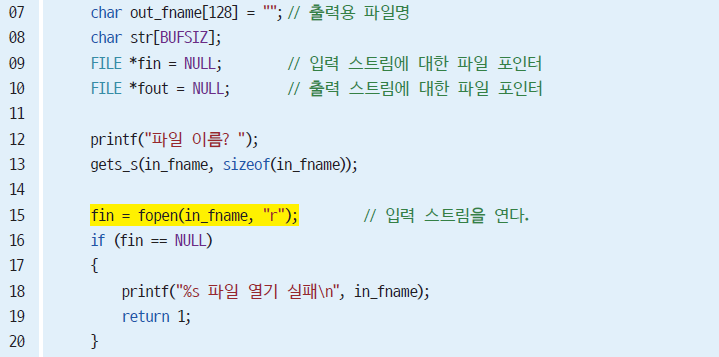 07 char out_fname[128] = ""; // 출력용 파일명
08 char str[BUFSIZ];
09 FILE *fin = NULL; // 입력 스트림에 대한 파일 포인터
10 FILE *fout = NULL; // 출력 스트림에 대한 파일 포인터
11
12 printf("파일 이름? ");
13 gets_s(in_fname, sizeof(in_fname));
14
15 fin = fopen(in_fname, "r"); // 입력 스트림을 연다.
16 if (fin == NULL)
17 {
18 printf("%s 파일 열기 실패\n", in_fname);
19 return 1;
20 }